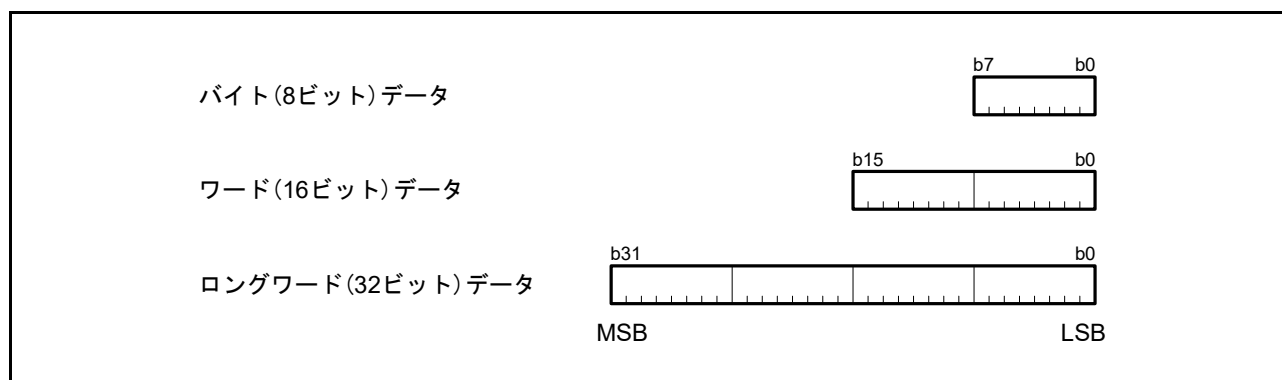 b7 b0
バイト(8ビット)データ
b15 b0
ワード(16ビット)データ
b31 b0
ロングワード(32ビット)データ
MSB LSB